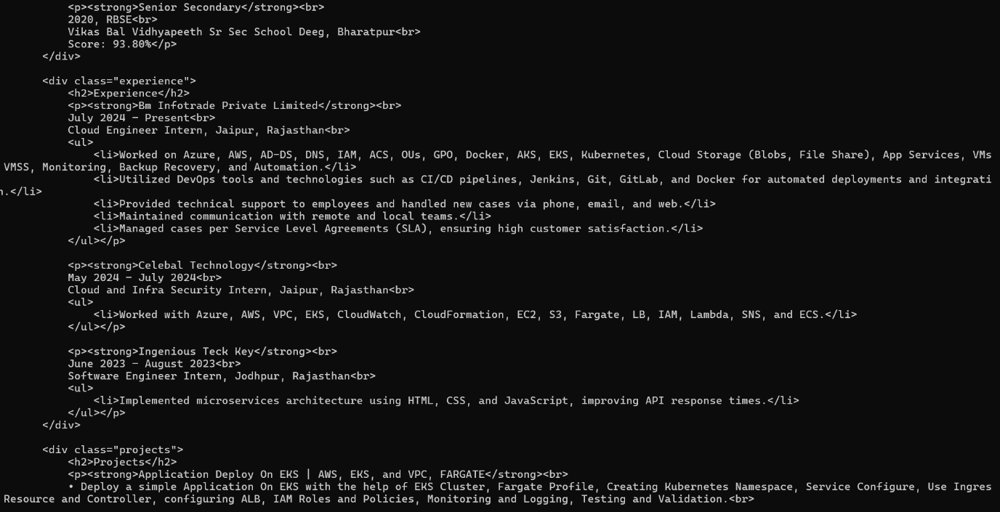 <p><strong>Senior Secondary</strong><br>
2020, RBSE<br>
Vikas Bal Vidhyapeeth Sr Sec School Deeg, Bharatpur<br>
Score: 93.80%</p>
</div>
<div class="experience">
<h2>Experience</h2>
<p><strong>Bm Infotrade Private Limited</strong><br>
July 2024 – Present<br>
Cloud Engineer Intern, Jaipur, Rajasthan<br>
<ul>
<li>Worked on Azure, AWS, AD-DS, DNS, IAM, ACS, OUs, GPO, Docker, AKS, EKS, Kubernetes, Cloud Storage (Blobs, File Share), App Services, VMs
VMSS, Monitoring, Backup Recovery, and Automation.</li>
<li>Utilized DevOps tools and technologies such as CI/CD pipelines, Jenkins, Git, GitLab, and Docker for automated deployments and integrati
n.</li>
<li>Provided technical support to employees and handled new cases via phone, email, and web.</li>
<li>Maintained communication with remote and local teams.</li>
<li>Managed cases per Service Level Agreements (SLA), ensuring high customer satisfaction.</li>
</ul></p>
<p><strong>Celebal Technology</strong><br>
May 2024 – July 2024<br>
Cloud and Infra Security Intern, Jaipur, Rajasthan<br>
<ul>
<li>Worked with Azure, AWS, VPC, EKS, CloudWatch, CloudFormation, EC2, S3, Fargate, LB, IAM, Lambda, SNS, and ECS.</li>
</ul></p>
<p><strong>Ingenious Teck Key</strong><br>
June 2023 – August 2023<br>
Software Engineer Intern, Jodhpur, Rajasthan<br>
<ul>
<li>Implemented microservices architecture using HTML, CSS, and JavaScript, improving API response times.</li>
</ul></p>
</div>
<div class="projects">
<h2>Projects</h2>
<p><strong>Application Deploy On EKS | AWS, EKS, and VPC, FARGATE</strong><br>
• Deploy a simple Application On EKS with the help of EKS Cluster, Fargate Profile, Creating Kubernetes Namespace, Service Configure, Use Ingres
Resource and Controller, configuring ALB, IAM Roles and Policies, Monitoring and Logging, Testing and Validation.<br>